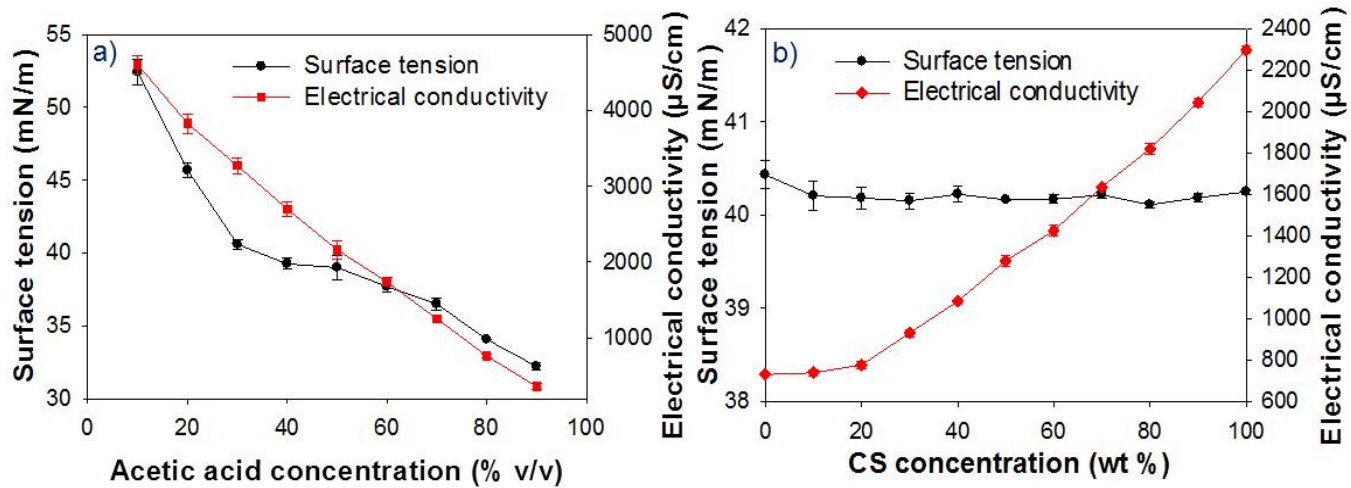 a)
Surface tension
Electrical conductivity
Surface tension (mN/m)
55
50
45
40
35
30
0 20 40 60 80 100
Acetic acid concentration (% v/v)
5000
4000
3000
2000
1000
Electrical conductivity (µS/cm)
b)
Surface tension
Electrical conductivity
Surface tension (mN/m)
42
41
40
39
38
0 20 40 60 80 100
CS concentration (wt %)
2400
2200
2000
1800
1600
1400
1200
1000
800
600
Electrical conductivity (µS/cm)